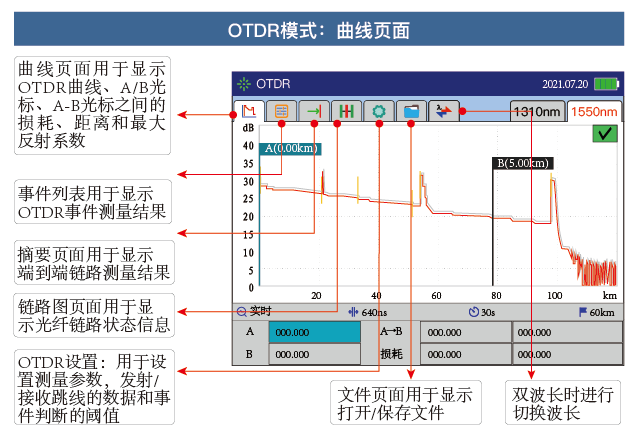 OTDR模式：曲线页面
曲线页面用于显示
OTDR曲线、A/B光
标、A-B光标之间的
损耗、距离和最大
反射系数
事件列表用于显示
OTDR事件测量结果
摘要页面用于显示
端到端链路测量结果
链路图页面用于显
示光纤链路状态信息
OTDR设置：用于设
置测量参数，发射/
接收跳线的数据和事
件判断的阈值
OTDR
2021.07.20
1310nm
1550nm
dB
40
35
30
25
20
15
10
5
0
A(0.00km)
B(5.00km)
20
40
60
80
100
km
实时
640ns
30s
60km
A
000.000
A→B
000.000
000.000
B
000.000
损耗
000.000
000.000
文件页面用于显示
打开/保存文件
双波长时进行
切换波长